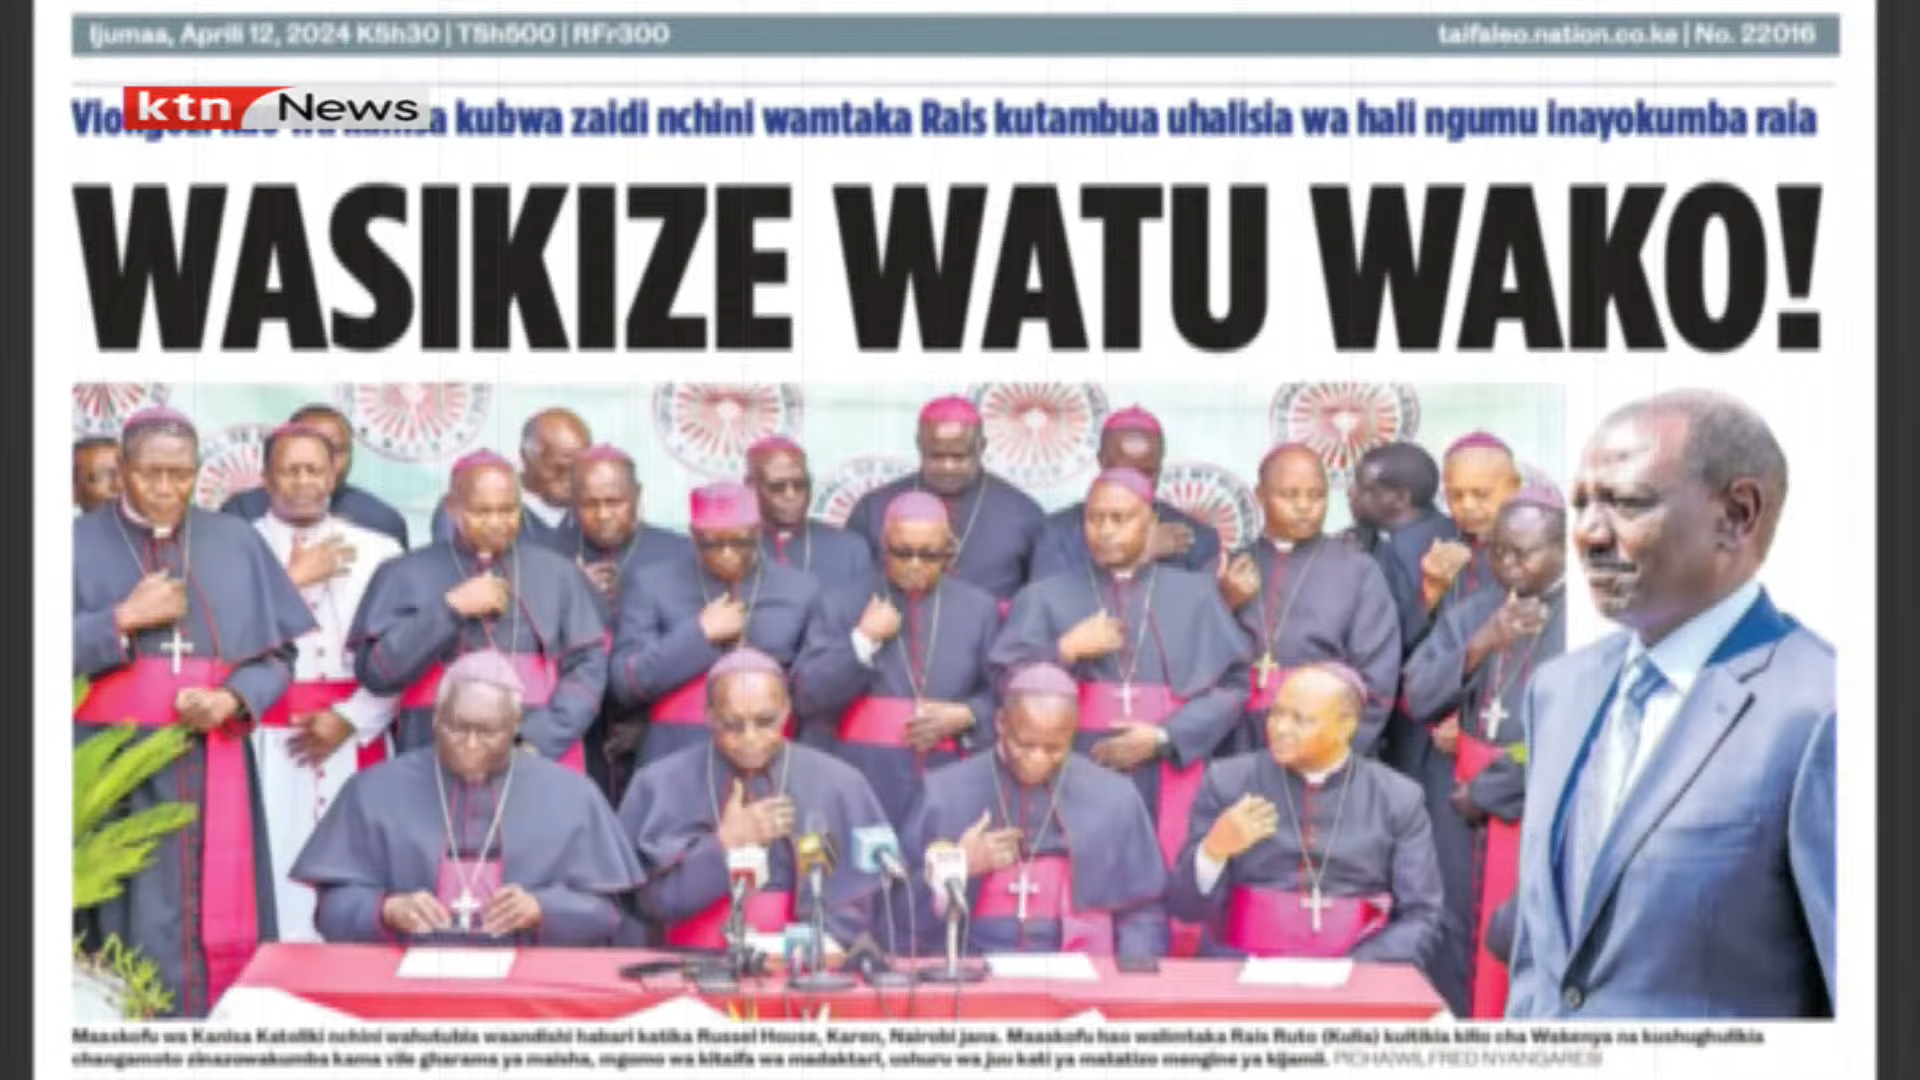 Ijumaa, Aprili 12, 2024 KSh30 | TSh500 | RFr300
taifaleo.nation.co.ke | No. 22016
ktn News
kubwa zaidi nchini wamtaka Rais kutambua uhalisia wa hali ngumu inayokumba raia
WASIKIZE WATU WAKO!
Maaskofu wa Kanisa Katoliki nchini wahutubia waandishi habari katika Russel House, Karen, Nairobi jana. Maaskofu hao walimtaka Rais Ruto (Kulia) kuitikia kilio cha Wakenya na kushughulikia
changamoto zinazowakumba kama vile gharama ya maisha, mgomo wa kitaifa wa madaktari, ushuru wa juu kati ya matatizo mengine ya kijamii. PICHA|WILFRED NYANGARESI